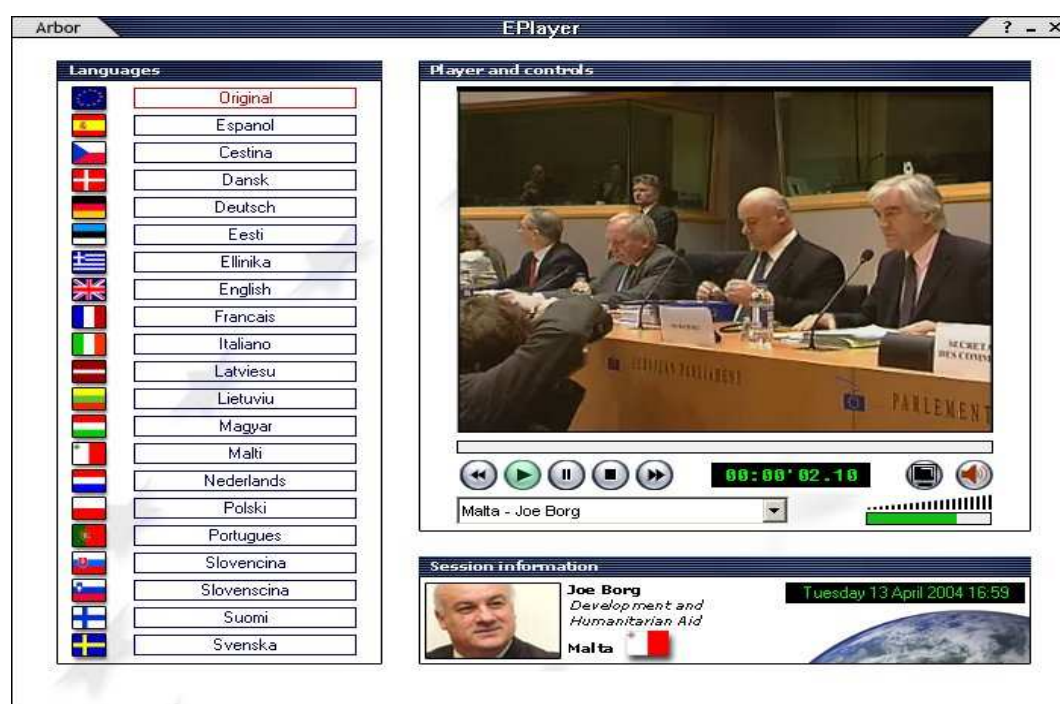 Arbor
EPlayer
? _ X
Languages
Original
Espanol
Cestina
Dansk
Deutsch
Eesti
Ellinika
English
Francais
Italiano
Latviesu
Lietuviu
Magyar
Malti
Nederlands
Polski
Portugues
Slovencina
Slovenscina
Suomi
Svenska
Player and controls
EUROPEAN PARLIAMENT
PARLEMENT
00:00'02.10
Malta - Joe Borg
Session information
Joe Borg
Development and
Humanitarian Aid
Malta
Tuesday 13 April 2004 16:59